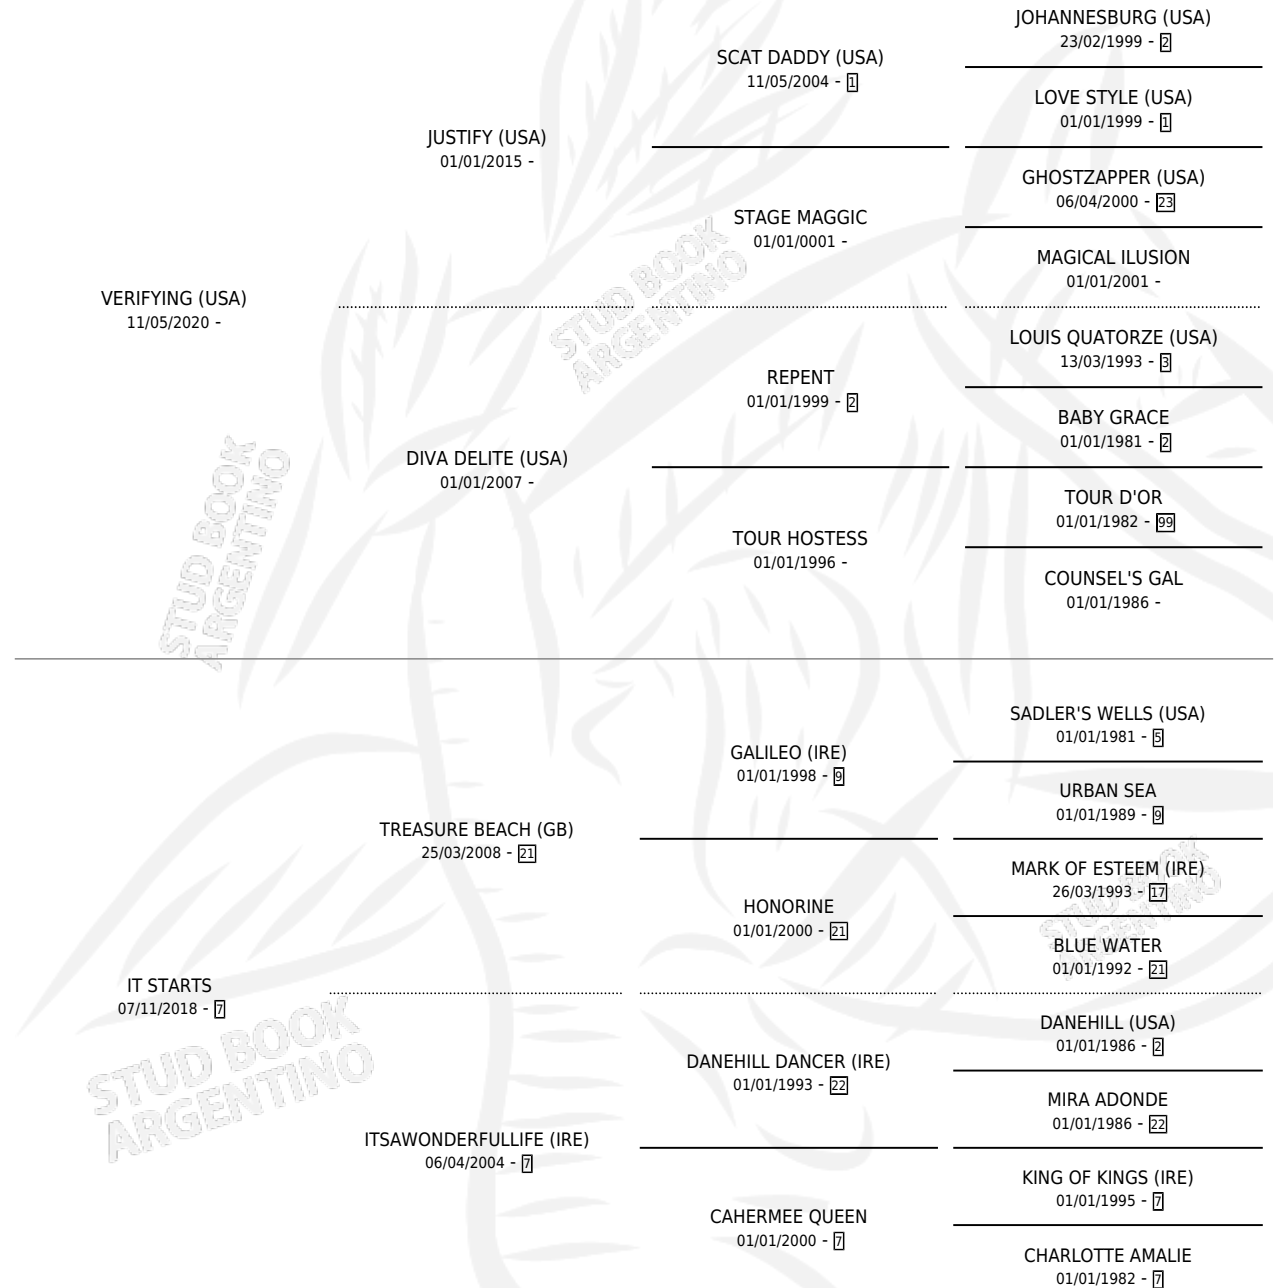 JOHANNESBURG (USA)
23/02/1999 - 2
SCAT DADDY (USA)
11/05/2004 - 1
LOVE STYLE (USA)
01/01/1999 - 1
JUSTIFY (USA)
01/01/2015 -
GHOSTZAPPER (USA)
06/04/2000 - 23
STAGE MAGGIC
01/01/0001 -
MAGICAL ILUSION
01/01/2001 -
VERIFYING (USA)
11/05/2020 -
LOUIS QUATORZE (USA)
13/03/1993 - 3
REPENT
01/01/1999 - 2
BABY GRACE
01/01/1981 - 2
DIVA DELITE (USA)
01/01/2007 -
TOUR D'OR
01/01/1982 - 99
TOUR HOSTESS
01/01/1996 -
COUNSEL'S GAL
01/01/1986 -
STUD BOOK
ARGENTINO
STUD BOOK
ARGENTINO
SADLER'S WELLS (USA)
01/01/1981 - 5
GALILEO (IRE)
01/01/1998 - 9
URBAN SEA
01/01/1989 - 9
TREASURE BEACH (GB)
25/03/2008 - 21
MARK OF ESTEEM (IRE)
26/03/1993 - 17
HONORINE
01/01/2000 - 21
BLUE WATER
01/01/1992 - 21
IT STARTS
07/11/2018 - 7
DANEHILL (USA)
01/01/1986 - 2
DANEHILL DANCER (IRE)
01/01/1993 - 22
MIRA ADONDE
01/01/1986 - 22
ITSAWONDERFULLIFE (IRE)
06/04/2004 - 7
KING OF KINGS (IRE)
01/01/1995 - 7
CAHERMEE QUEEN
01/01/2000 - 7
CHARLOTTE AMALIE
01/01/1982 - 7
STUD BOOK
ARGENTINO
STUD BOOK
ARGENTINO